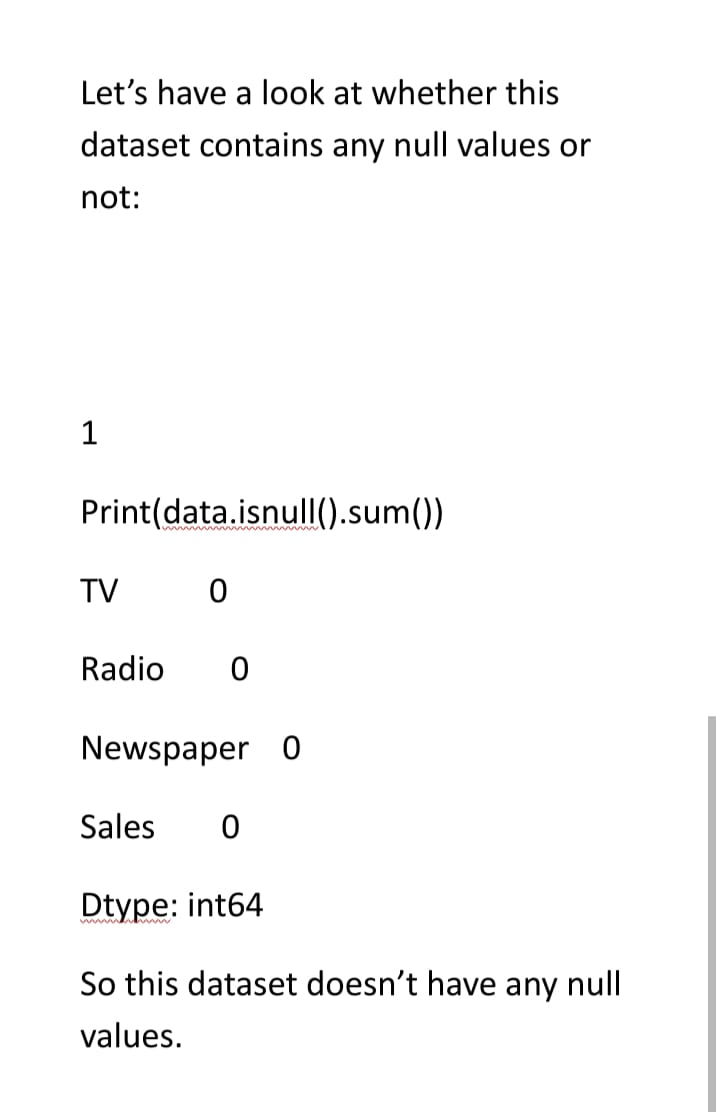 Let’s have a look at whether this
dataset contains any null values or
not:
1
Print(data.isnull().sum())
TV 0
Radio 0
Newspaper 0
Sales 0
Dtype: int64
So this dataset doesn’t have any null
values.